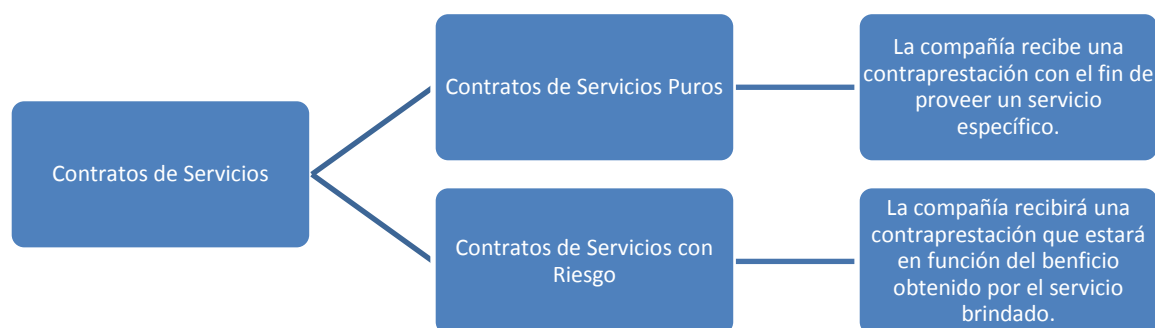 Contratos de Servicios
Contratos de Servicios Puros
La compañía recibe una
contraprestación con el fin de
proveer un servicio
específico.
Contratos de Servicios con
Riesgo
La compañía recibirá una
contraprestación que estará
en función del benficio
obtenido por el servicio
brindado.